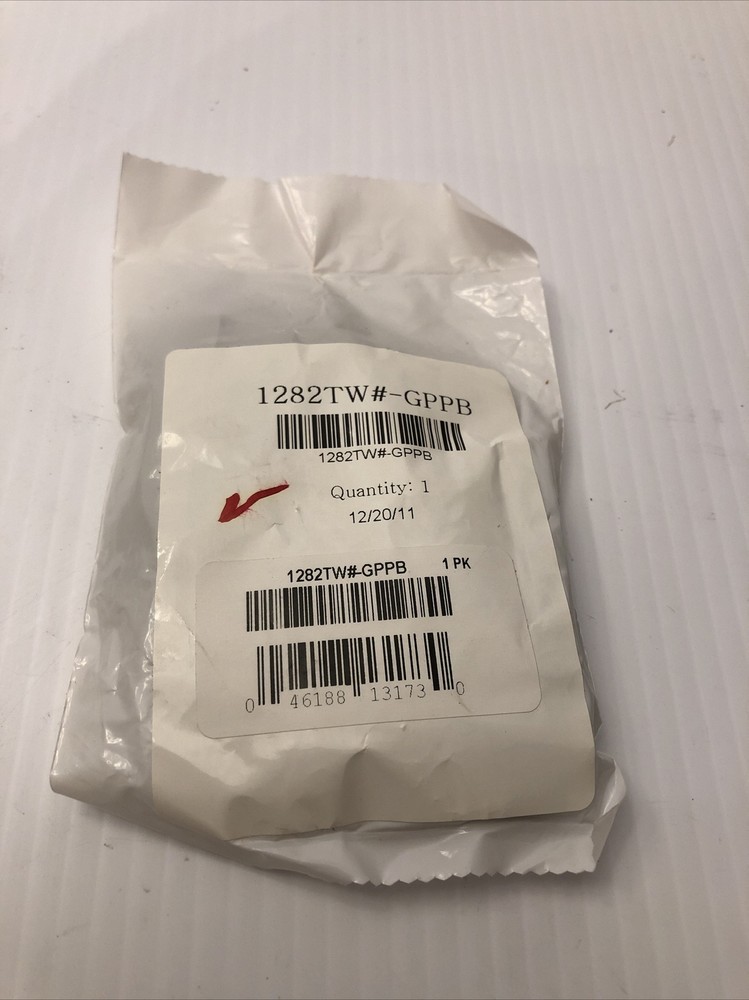 1282TW#-GPPB
1282TW#-GPPB
Quantity: 1
12/20/11
1282TW#-GPPB 1 PK
0 46188 13173 0